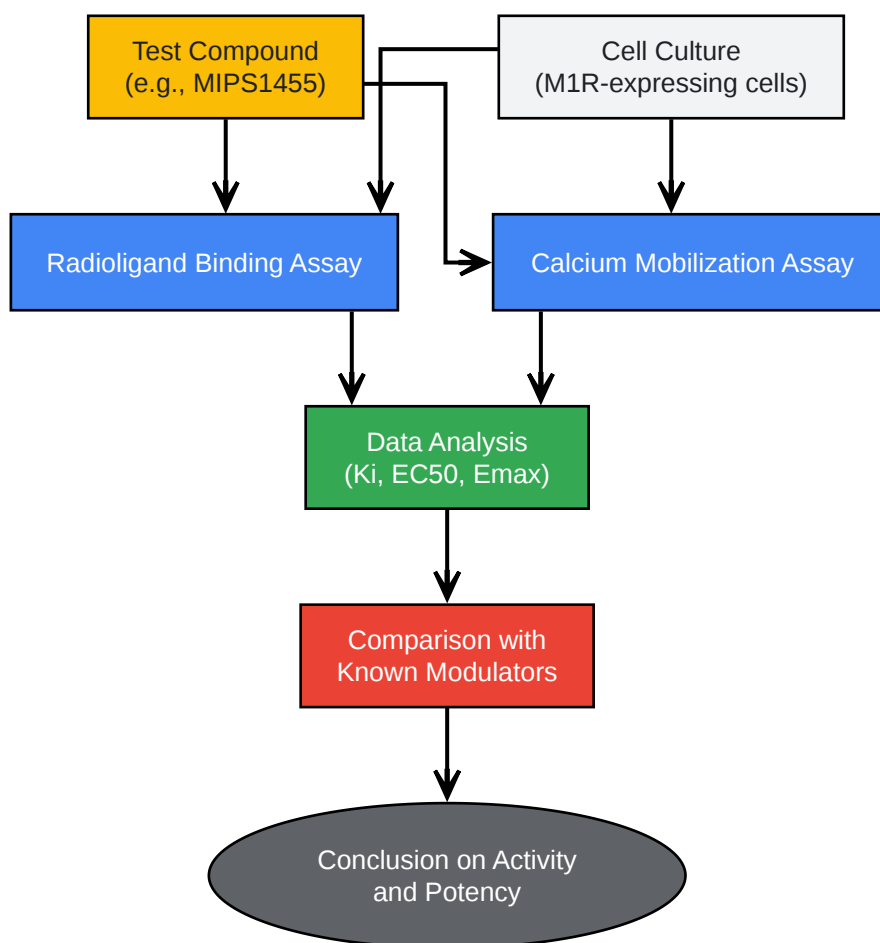 Test Compound
(e.g., MIPS1455)
Cell Culture
(M1R-expressing cells)
Radioligand Binding Assay
Calcium Mobilization Assay
Data Analysis
(Ki, EC50, Emax)
Comparison with
Known Modulators
Conclusion on Activity
and Potency